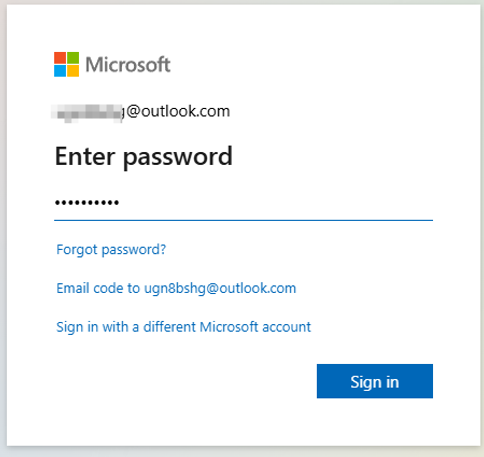 Microsoft
g@outlook.com
Enter password
••••••••••
Forgot password?
Email code to ugn8bshg@outlook.com
Sign in with a different Microsoft account
Sign in